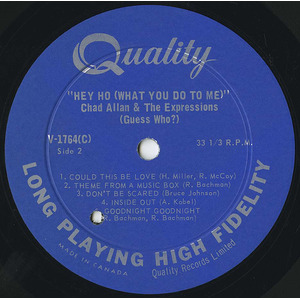 Quality
"HEY HO (WHAT YOU DO TO ME)"
Chad Allan & The Expressions
(Guess Who?)
V-1764(C)
Side 2
33 1/3 R.P.M.
1. COULD THIS BE LOVE (H. Miller, R. McCoy)
2. THEME FROM A MUSIC BOX (R. Bachman)
3. DON'T BE SCARED (Bruce Johnson)
4. INSIDE OUT (A. Kobel)
GOODNIGHT GOODNIGHT
R. Bachman, R. Bachman)
LONG PLAYING HIGH FIDELITY
MADE IN CANADA
Quality Records Limited